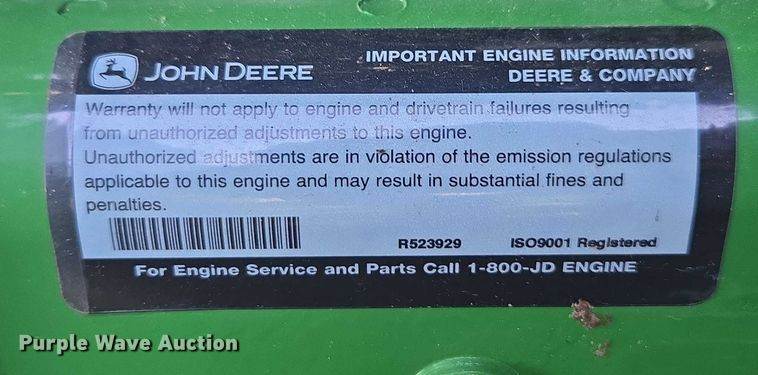 JOHN DEERE
IMPORTANT ENGINE INFORMATION
DEERE & COMPANY
Warranty will not apply to engine and drivetrain failures resulting
from unauthorized adjustments to this engine.
Unauthorized adjustments are in violation of the emission regulations
applicable to this engine and may result in substantial fines and
penalties.
R523929 ISO9001 Registered
For Engine Service and Parts Call 1-800-JD ENGINE
Purple Wave Auction